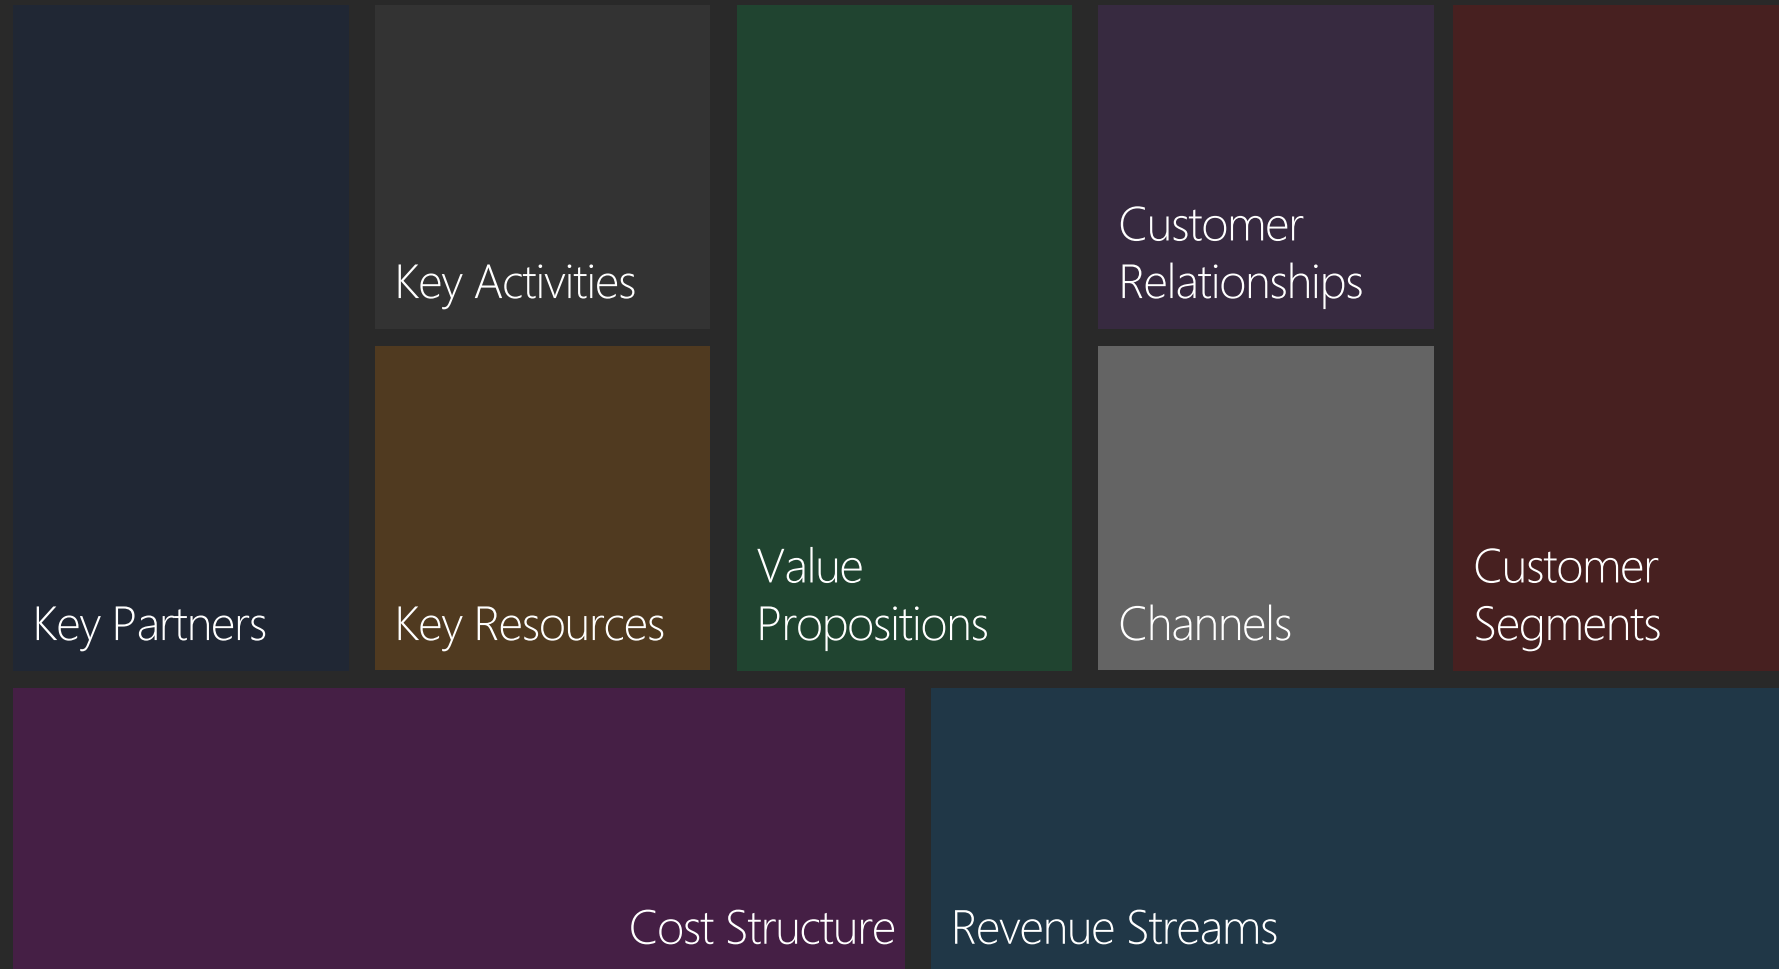 Key Partners
Key Activities
Key Resources
Value
Propositions
Customer
Relationships
Channels
Customer
Segments
Cost Structure
Revenue Streams